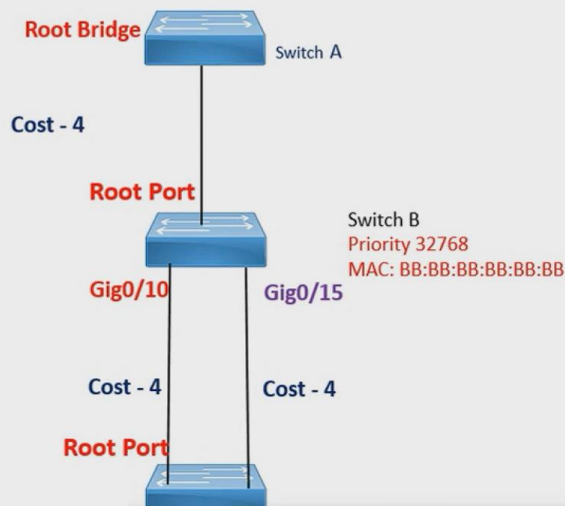 Root Bridge
Switch A
Cost - 4
Root Port
Switch B
Priority 32768
MAC: BB:BB:BB:BB:BB:BB
Gig0/10
Gig0/15
Cost - 4
Cost - 4
Root Port